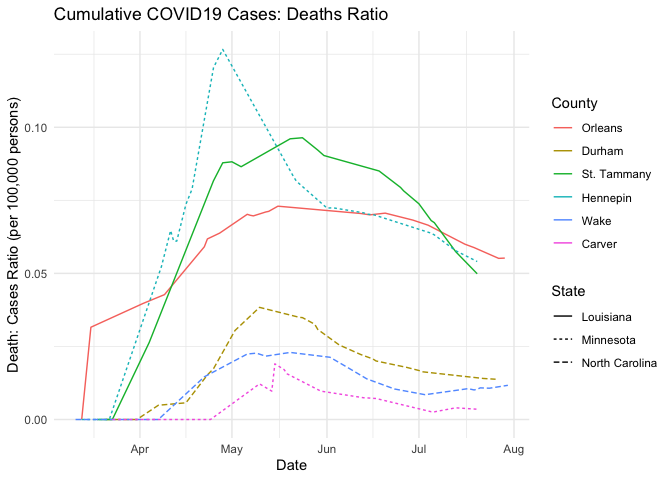 Cumulative COVID19 Cases: Deaths Ratio
Death: Cases Ratio (per 100,000 persons)
0.10
0.05
0.00
Apr
May
Jun
Jul
Aug
Date
County
Orleans
Durham
St. Tammany
Hennepin
Wake
Carver
State
Louisiana
Minnesota
North Carolina